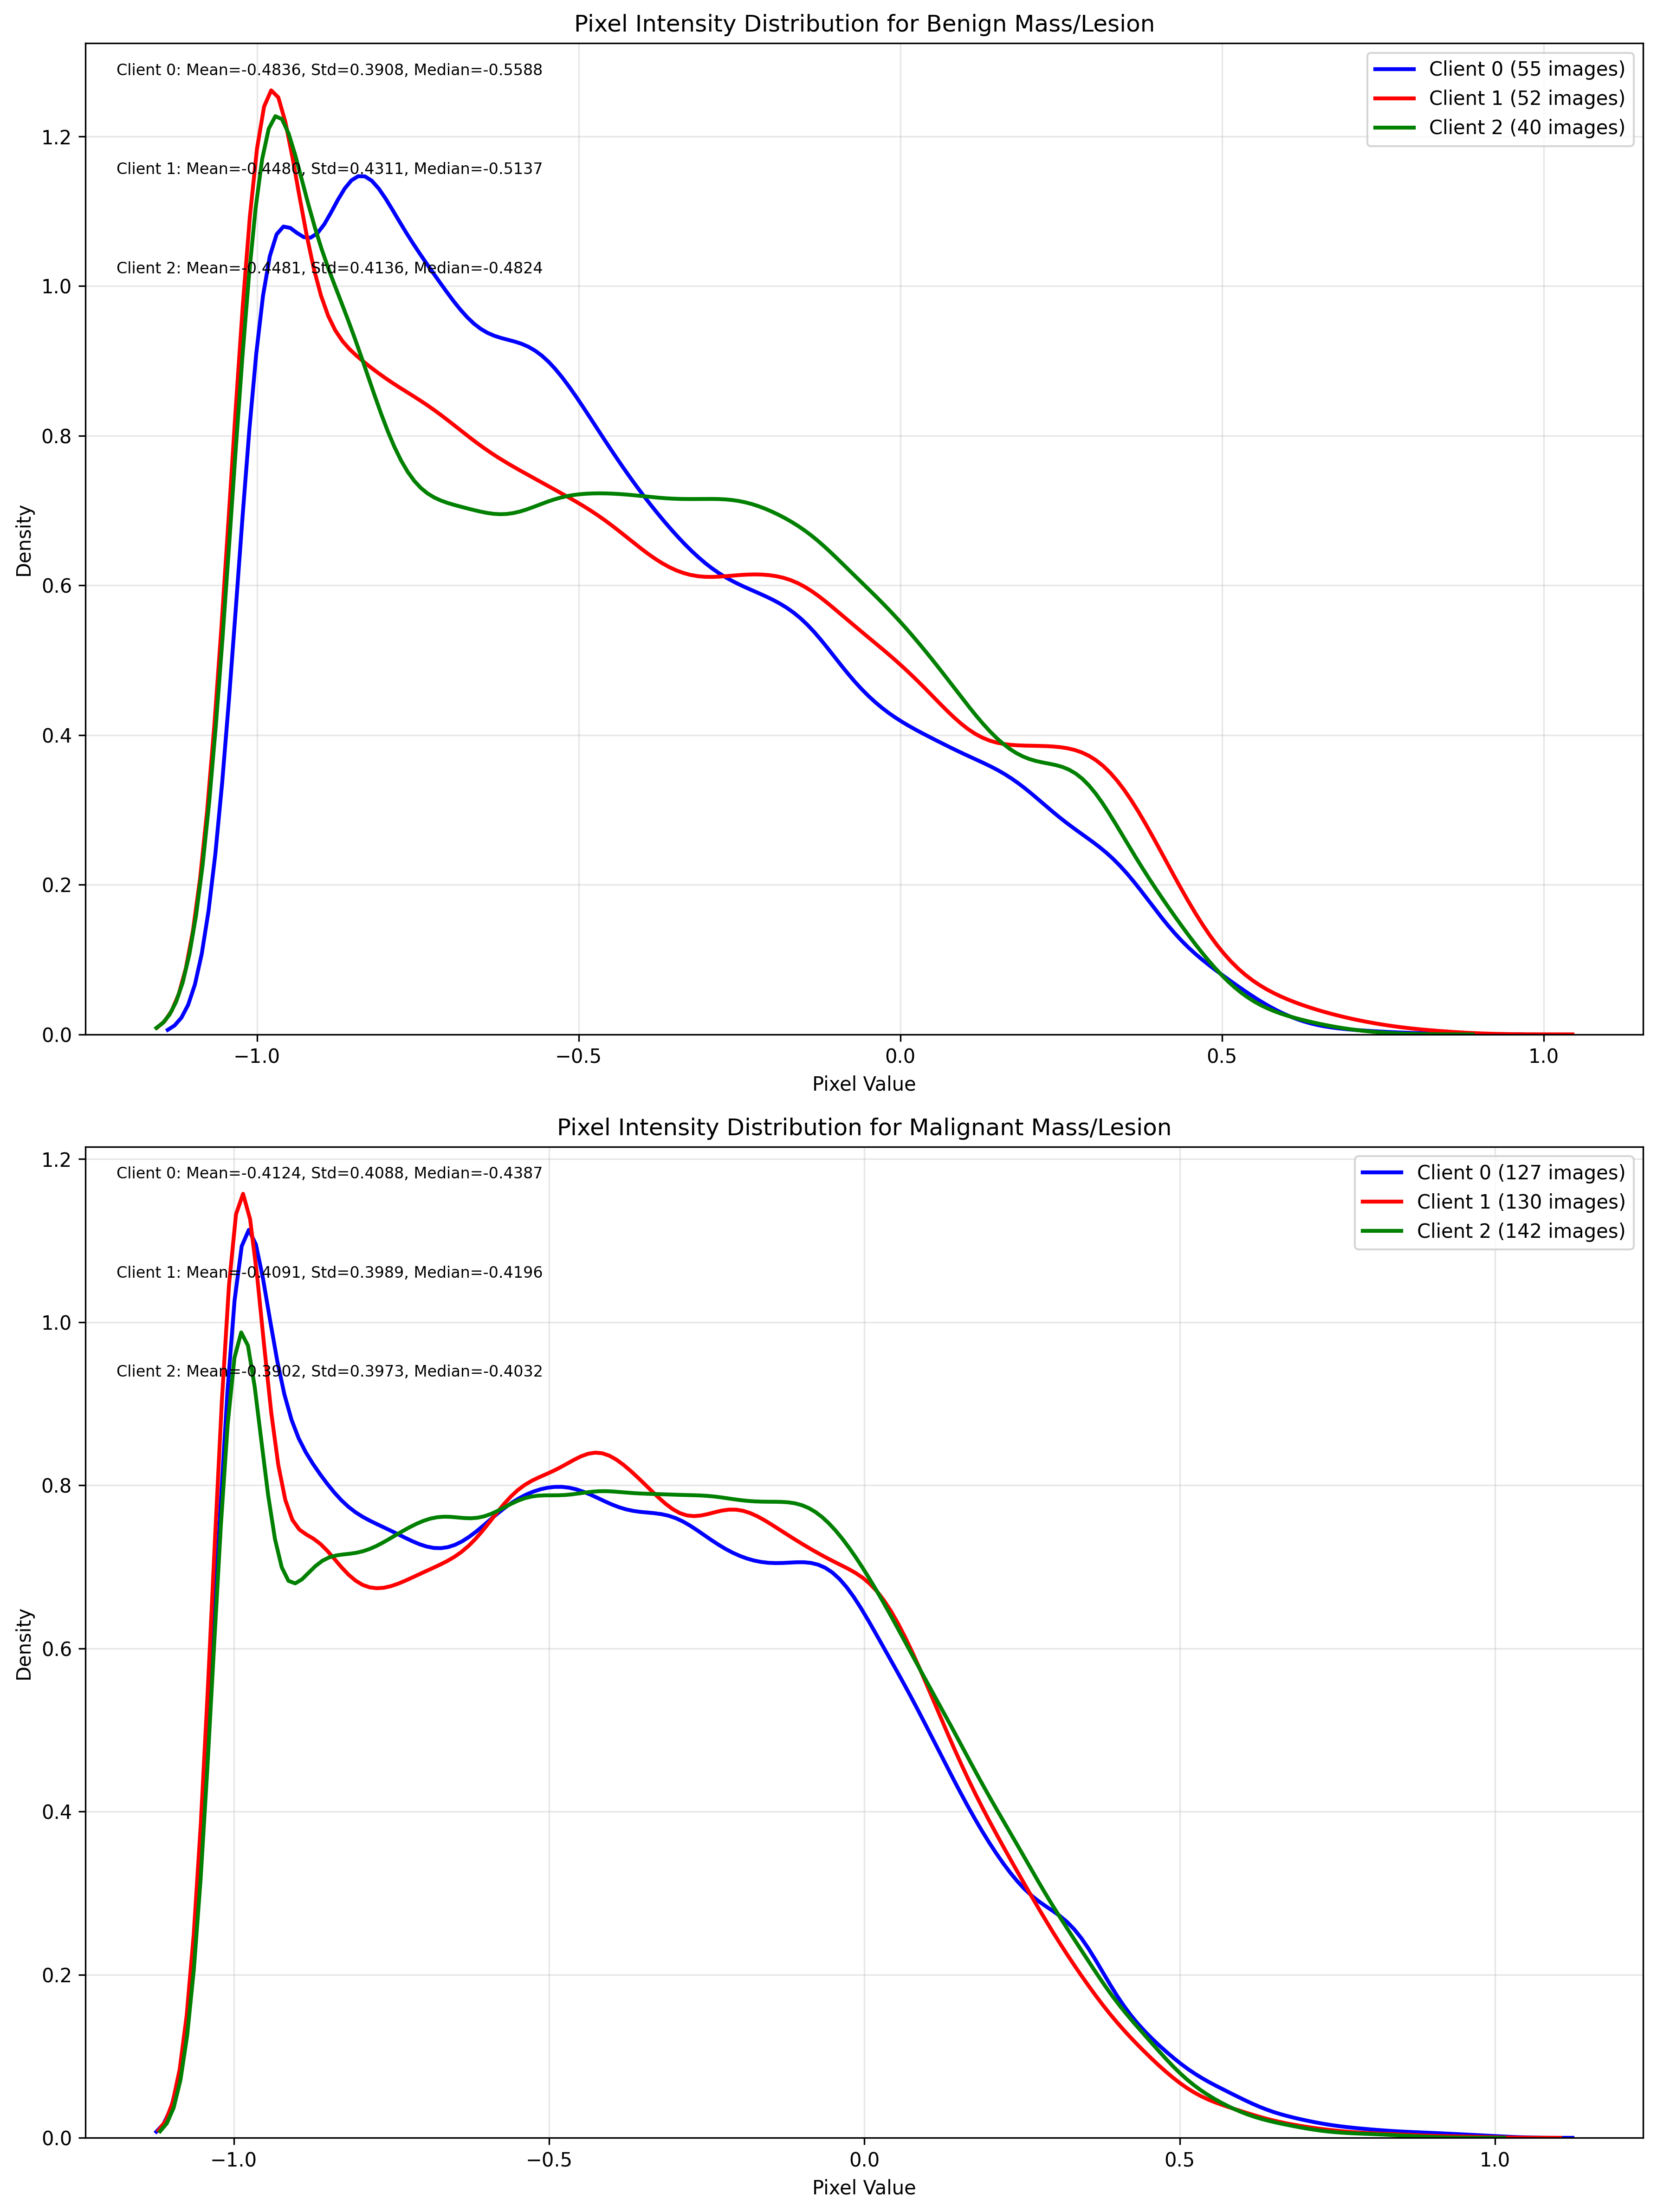 Pixel Intensity Distribution for Benign Mass/Lesion
Client 0: Mean=-0.4836, Std=0.3908, Median=-0.5588
Client 1: Mean=-0.4480, Std=0.4311, Median=-0.5137
Client 2: Mean=-0.4481, Std=0.4136, Median=-0.4824
Client 0 (55 images)
Client 1 (52 images)
Client 2 (40 images)
Density
1.2
1.0
0.8
0.6
0.4
0.2
0.0
−1.0
−0.5
0.0
0.5
1.0
Pixel Value
Pixel Intensity Distribution for Malignant Mass/Lesion
Client 0: Mean=-0.4124, Std=0.4088, Median=-0.4387
Client 1: Mean=-0.4091, Std=0.3989, Median=-0.4196
Client 2: Mean=-0.3902, Std=0.3973, Median=-0.4032
Client 0 (127 images)
Client 1 (130 images)
Client 2 (142 images)
Density
1.2
1.0
0.8
0.6
0.4
0.2
0.0
−1.0
−0.5
0.0
0.5
1.0
Pixel Value